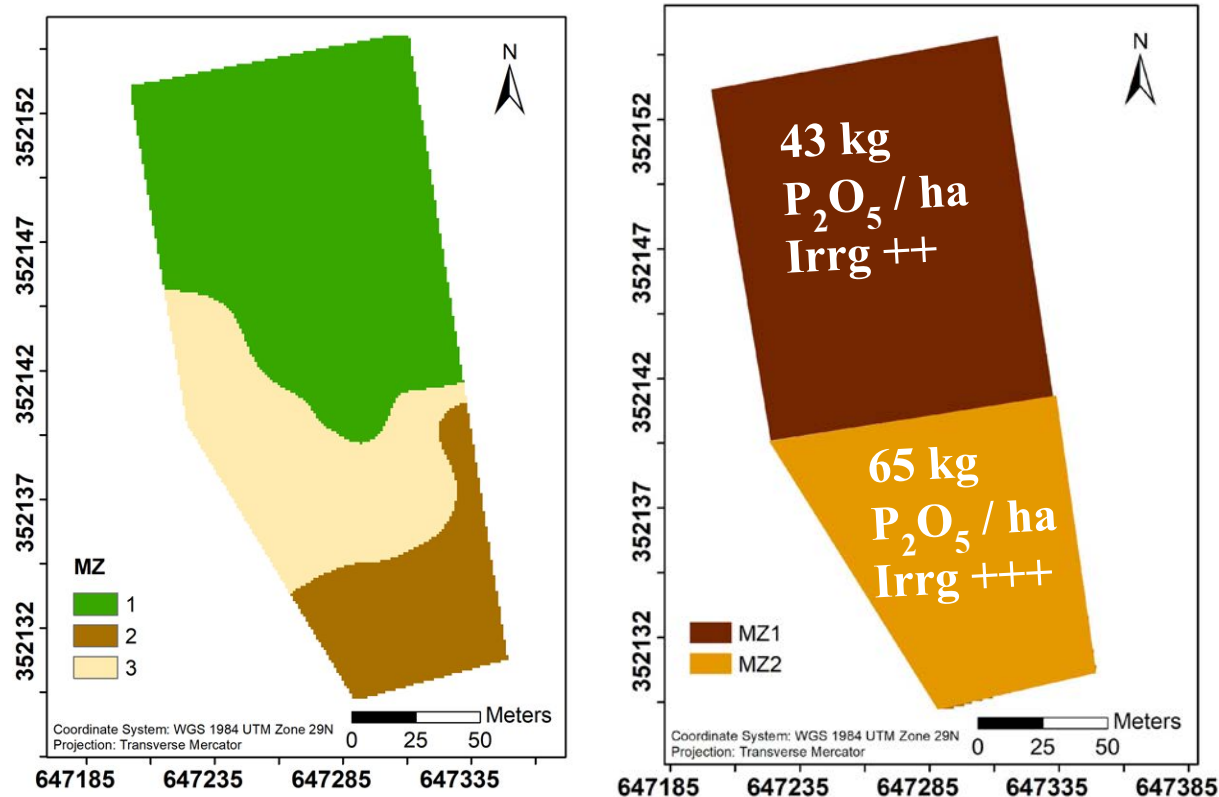 N
352152
352147
352142
352137
352132
MZ
1
2
3
Meters
0 25 50
Coordinate System: WGS 1984 UTM Zone 29N
Projection: Transverse Mercator
647185 647235 647285 647335
N
352152
352147
352142
352137
352132
43 kg
P₂O₅ / ha
Irrg ++
65 kg
P₂O₅ / ha
Irrg +++
MZ1
MZ2
Meters
0 25 50
Coordinate System: WGS 1984 UTM Zone 29N
Projection: Transverse Mercator
647185 647235 647285 647335 647385